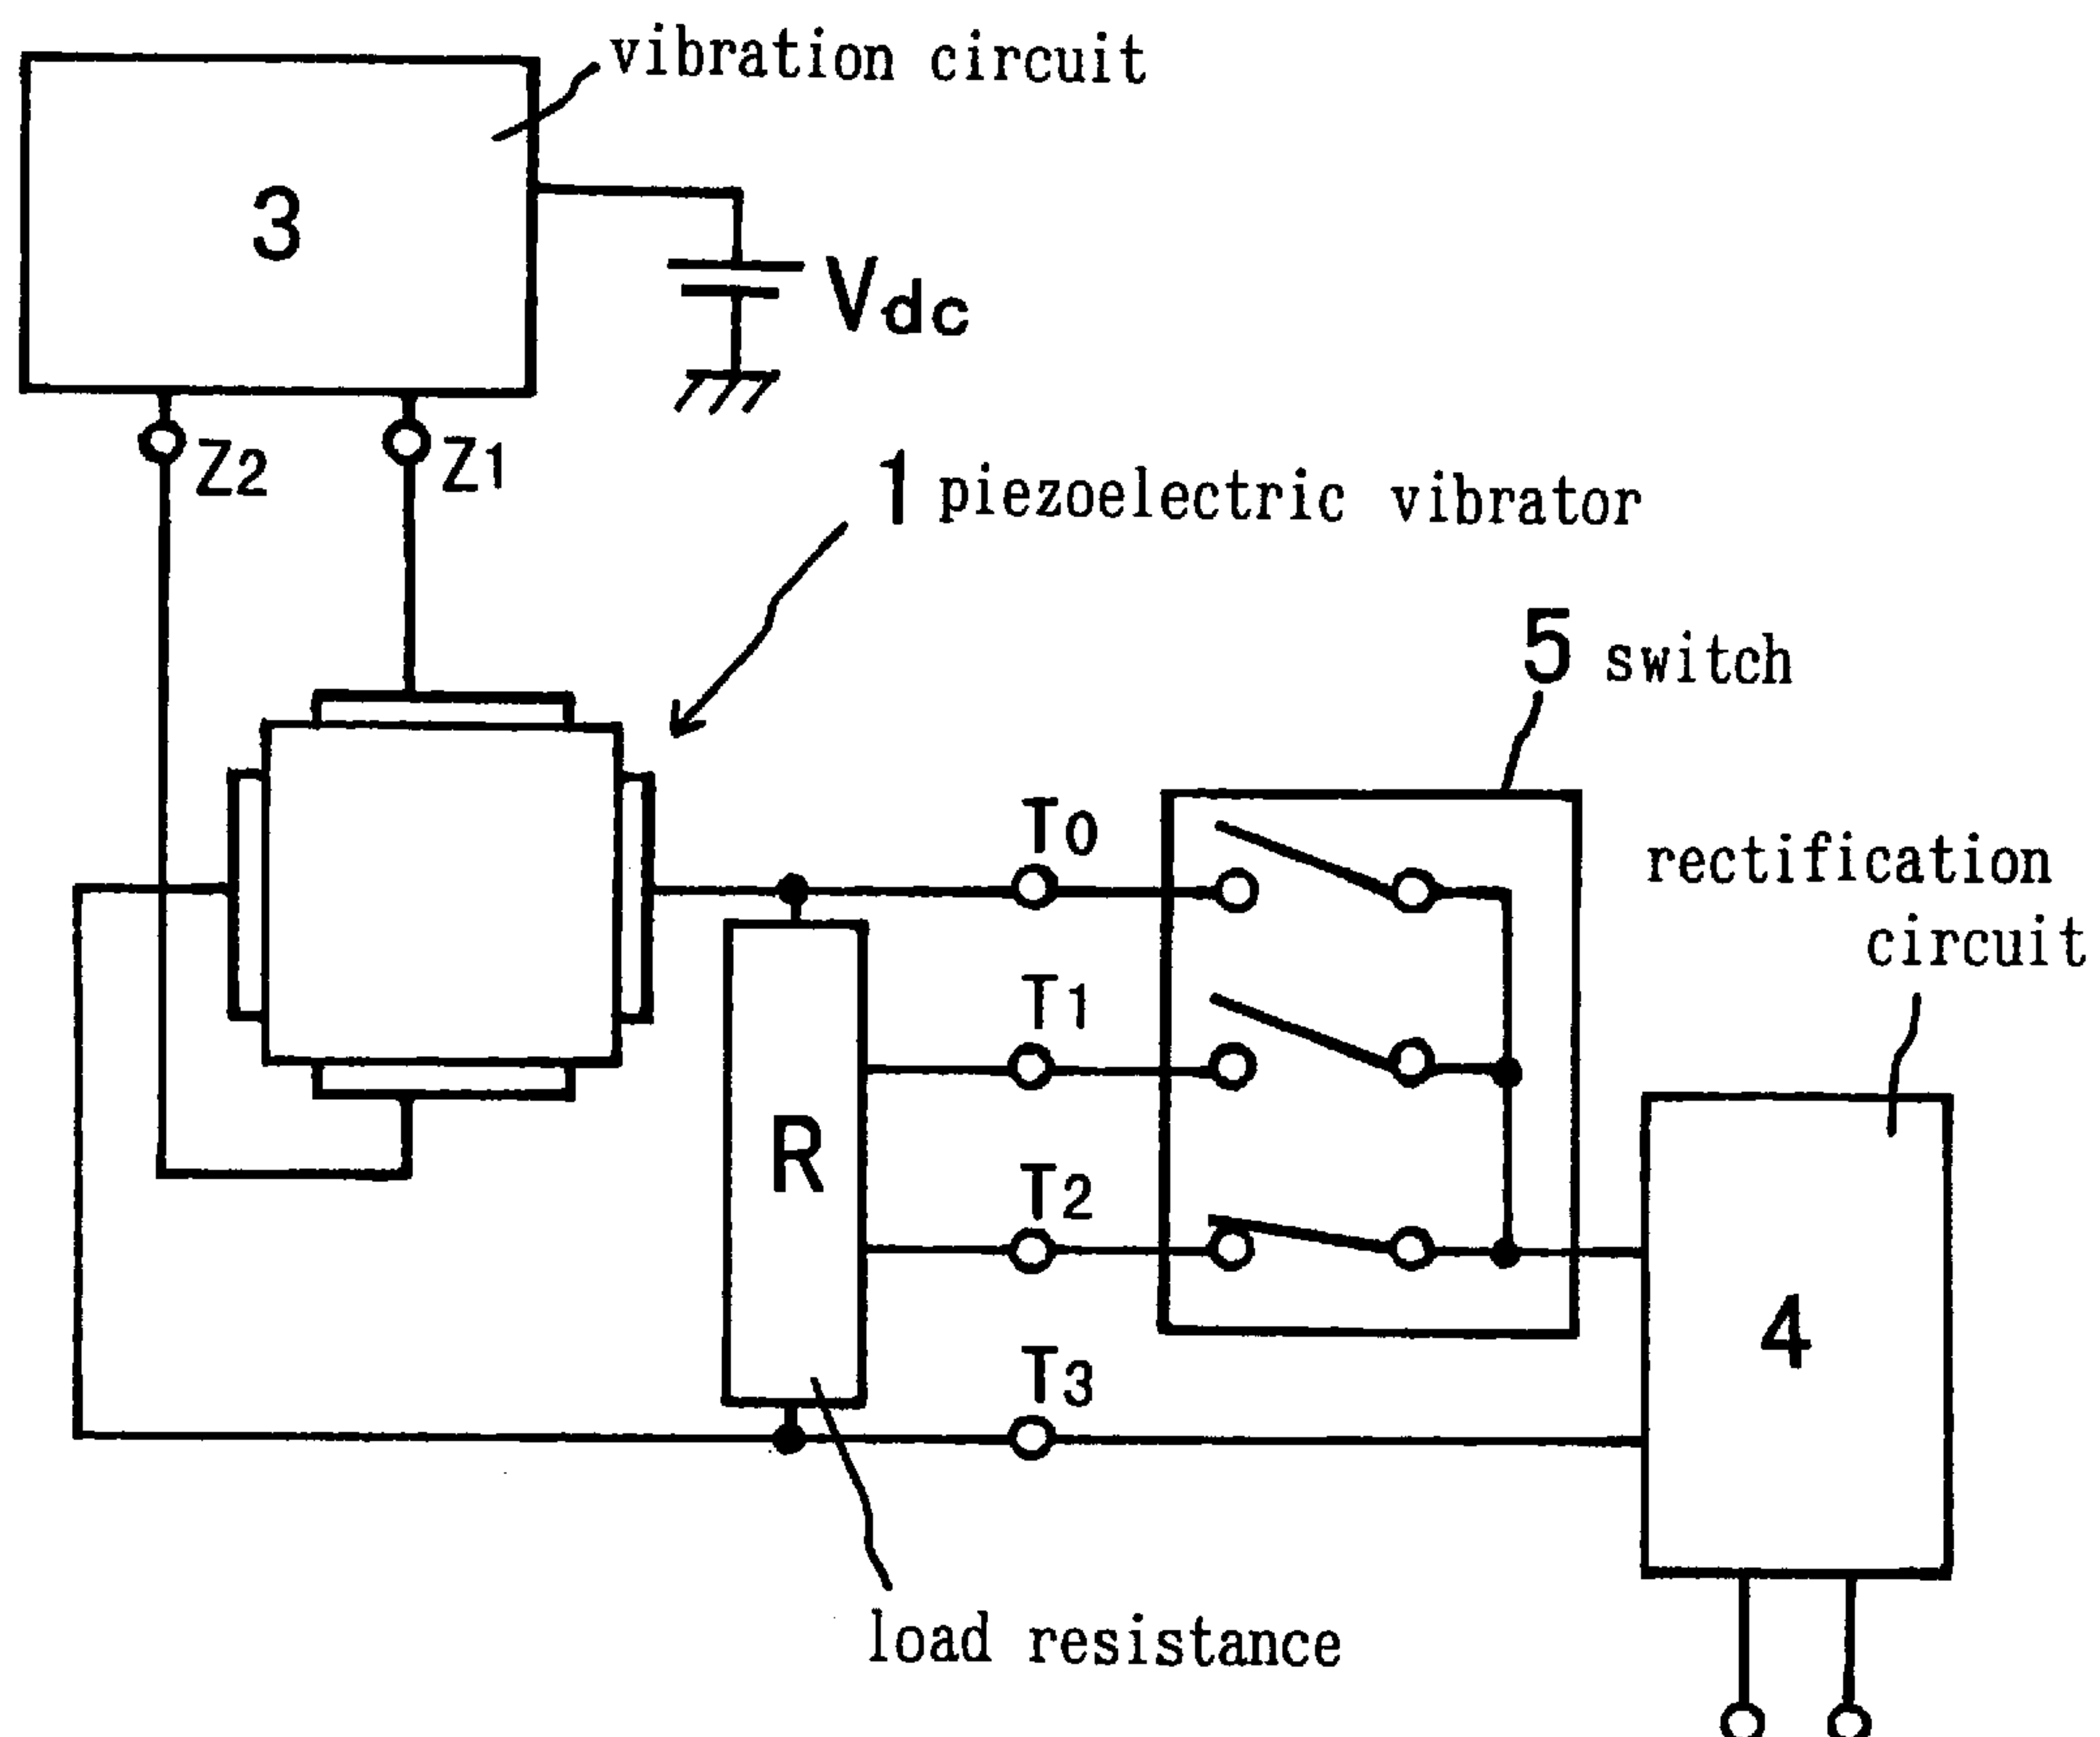 vibration circuit
3
Vdc
Z2
Z1
1 piezoelectric vibrator
5 switch
T0
rectification
circuit
T1
R
T2
4
T3
load resistance